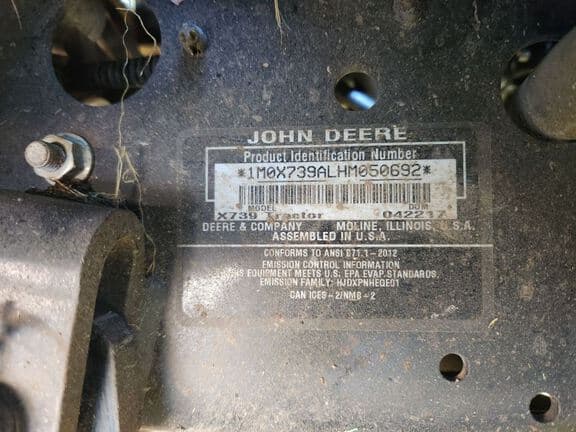 JOHN DEERE
Product Identification Number
*1M0X739ALHM050692*
MODEL DOM
X739 Tractor 042217
DEERE & COMPANY MOLINE, ILLINOIS, U.S.A.
ASSEMBLED IN U.S.A.
CONFORMS TO ANSI B71.1-2012
EMISSION CONTROL INFORMATION
EQUIPMENT MEETS U.S. EPA EVAP. STANDARDS.
EMISSION FAMILY: HJDXPNHEQE01
CAN ICES-2/NMB-2